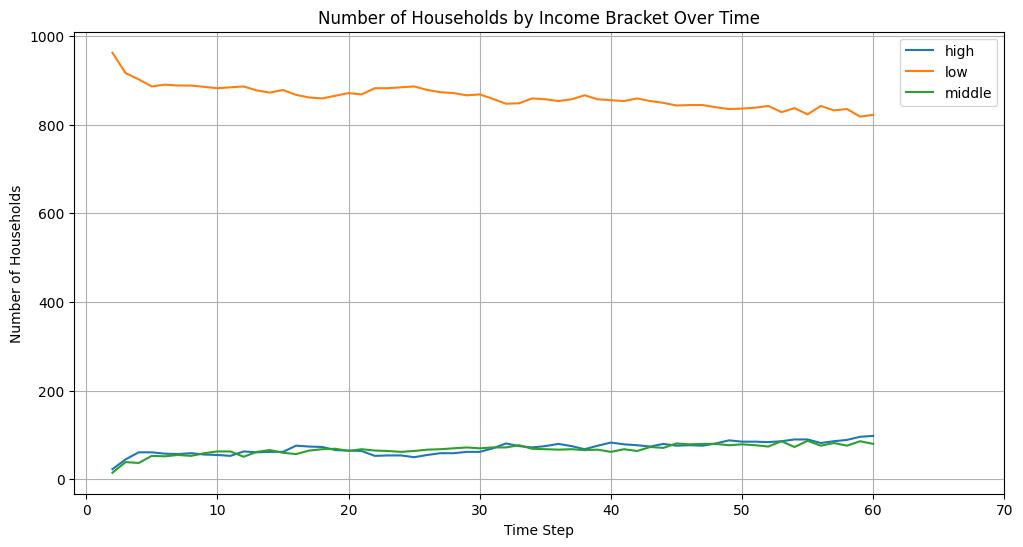 Number of Households by Income Bracket Over Time
high
low
middle
1000
800
600
400
200
0
Number of Households
0 10 20 30 40 50 60 70
Time Step